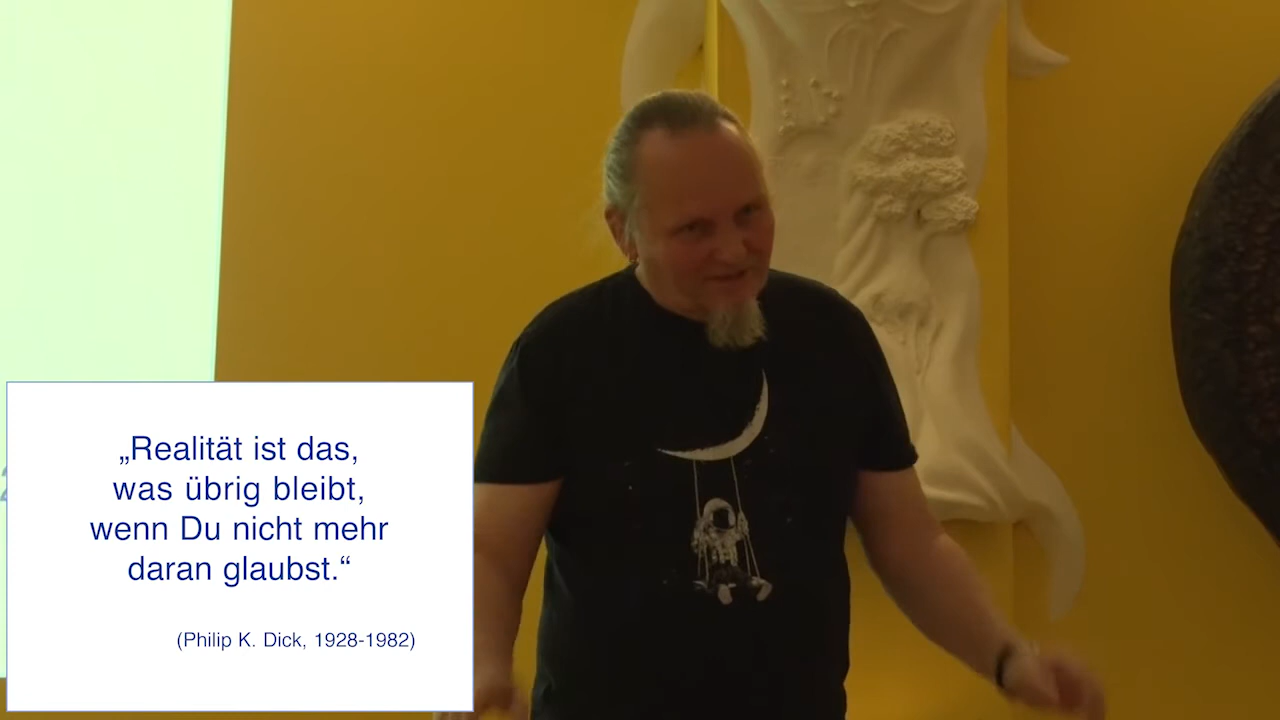 „Realität ist das,
was übrig bleibt,
wenn Du nicht mehr
daran glaubst.“
(Philip K. Dick, 1928-1982)